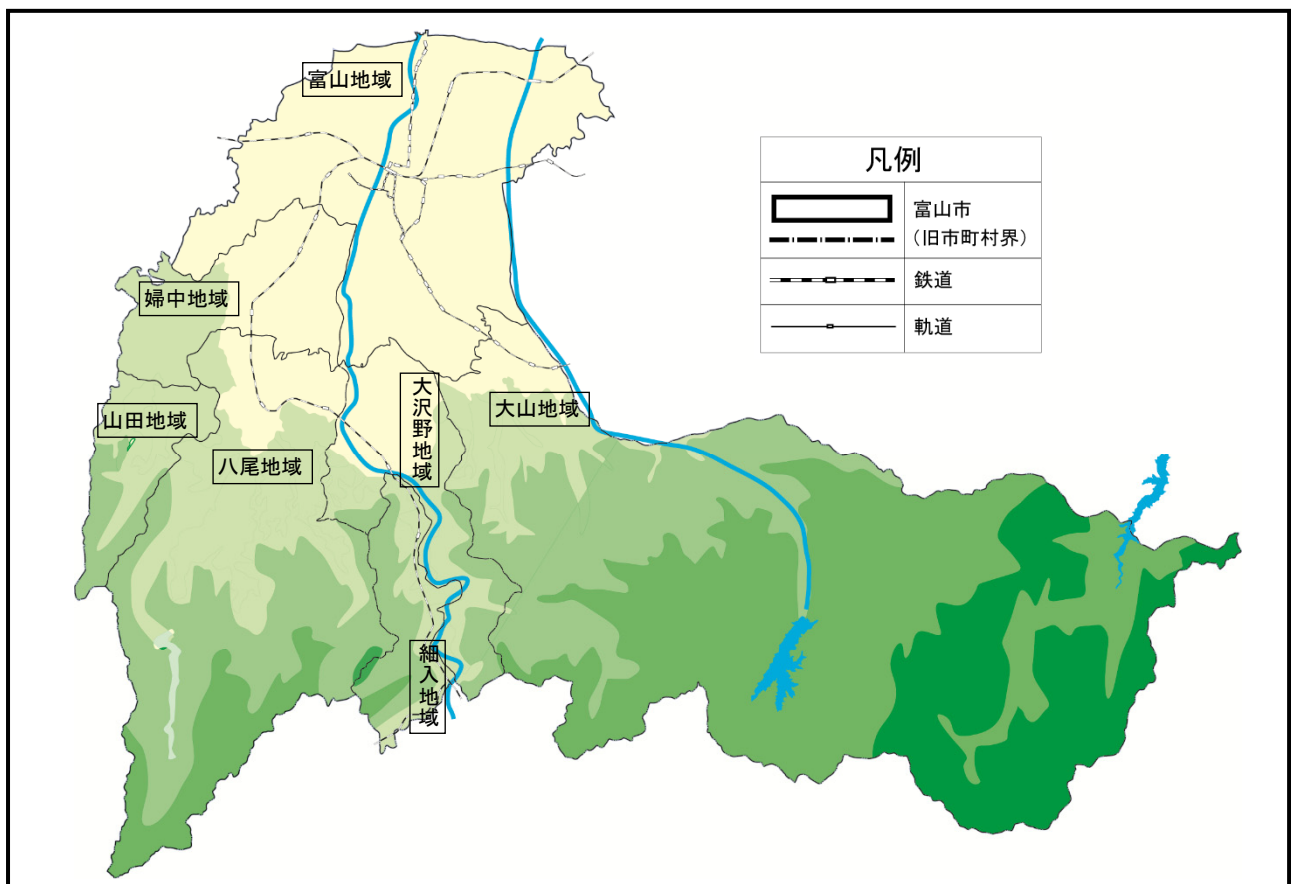 富山地域
凡例
富山市
(旧市町村界)
鉄道
軌道
婦中地域
大沢野地域
山田地域
大山地域
八尾地域
細入地域